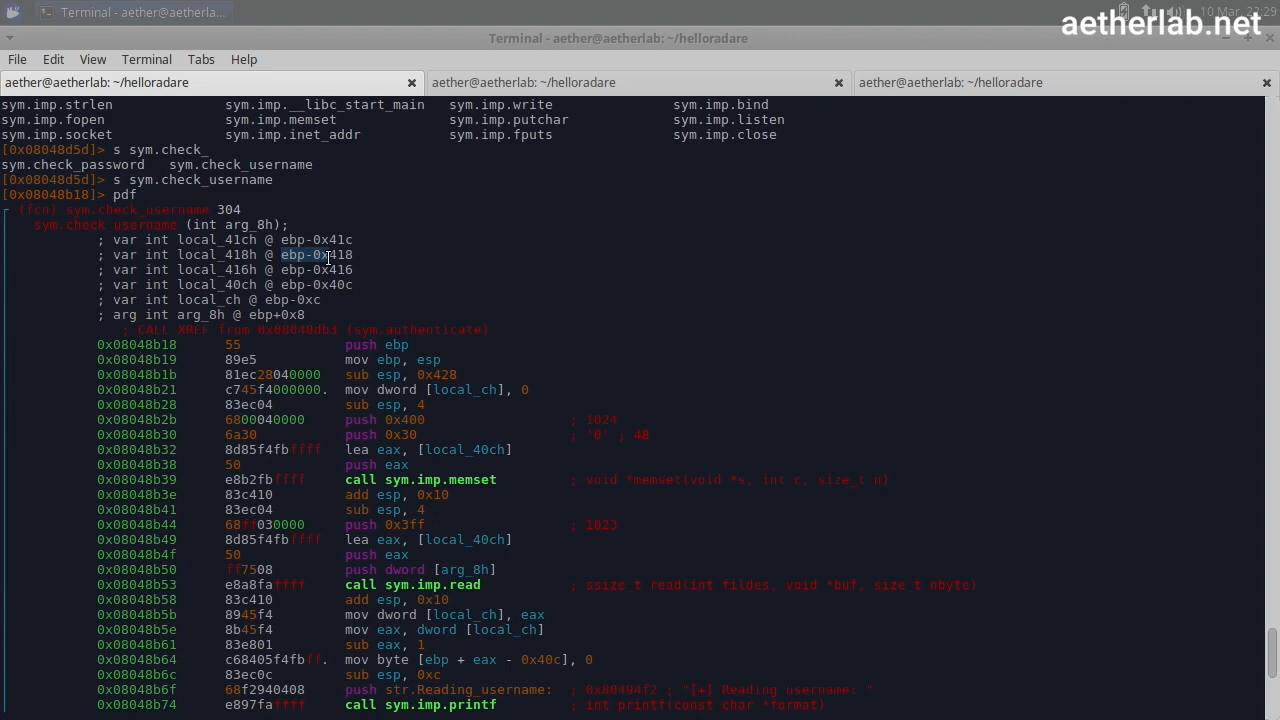 Terminal - aether@aetherla...
10 Mar, 22:29
aetherlab.net
Terminal - aether@aetherlab: ~/helloradare
File Edit View Terminal Tabs Help
aether@aetherlab: ~/helloradare aether@aetherlab: ~/helloradare aether@aetherlab: ~/helloradare
sym.imp.strlen sym.imp.__libc_start_main sym.imp.write sym.imp.bind
sym.imp.fopen sym.imp.memset sym.imp.putchar sym.imp.listen
sym.imp.socket sym.imp.inet_addr sym.imp.fputs sym.imp.close
[0x08048d5d]> s sym.check_
sym.check_password sym.check_username
[0x08048d5d]> s sym.check_username
[0x08048b18]> pdf
(fcn) sym.check_username 304
sym.check_username (int arg_8h);
; var int local_41ch @ ebp-0x41c
; var int local_418h @ ebp-0x418
; var int local_416h @ ebp-0x416
; var int local_40ch @ ebp-0x40c
; var int local_ch @ ebp-0xc
; arg int arg_8h @ ebp+0x8
; CALL XREF from 0x08048db3 (sym.authenticate)
0x08048b18 55 push ebp
0x08048b19 89e5 mov ebp, esp
0x08048b1b 81ec28040000 sub esp, 0x428
0x08048b21 c745f4000000. mov dword [local_ch], 0
0x08048b28 83ec04 sub esp, 4
0x08048b2b 6800040000 push 0x400 ; 1024
0x08048b30 6a30 push 0x30 ; '0' ; 48
0x08048b32 8d85f4fbffff lea eax, [local_40ch]
0x08048b38 50 push eax
0x08048b39 e8b2fbffff call sym.imp.memset ; void *memset(void *s, int c, size_t n)
0x08048b3e 83c410 add esp, 0x10
0x08048b41 83ec04 sub esp, 4
0x08048b44 68ff030000 push 0x3ff ; 1023
0x08048b49 8d85f4fbffff lea eax, [local_40ch]
0x08048b4f 50 push eax
0x08048b50 ff7508 push dword [arg_8h]
0x08048b53 e8a8faffff call sym.imp.read ; ssize_t read(int fildes, void *buf, size_t nbyte)
0x08048b58 83c410 add esp, 0x10
0x08048b5b 8945f4 mov dword [local_ch], eax
0x08048b5e 8b45f4 mov eax, dword [local_ch]
0x08048b61 83e801 sub eax, 1
0x08048b64 c68405f4fbff. mov byte [ebp + eax - 0x40c], 0
0x08048b6c 83ec0c sub esp, 0xc
0x08048b6f 68f2940408 push str.Reading_username: ; 0x80494f2 ; "[+] Reading username: "
0x08048b74 e897faffff call sym.imp.printf ; int printf(const char *format)